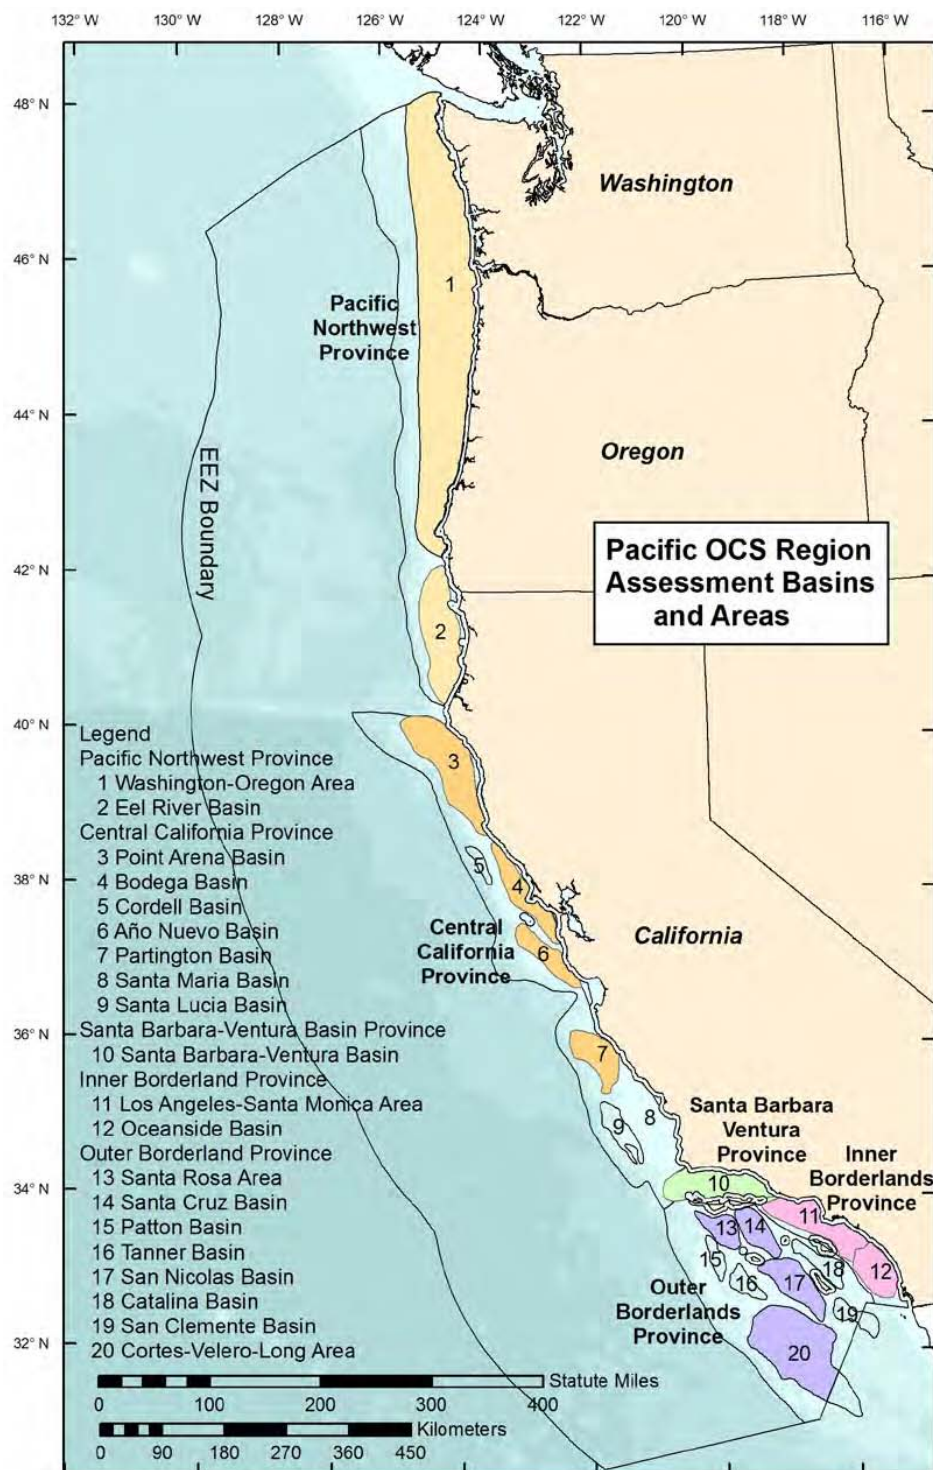 132° W 130° W 128° W 126° W 124° W 122° W 120° W 118° W 116° W
48° N
Washington
46° N
1
Pacific
Northwest
Province
44° N
Oregon
EEZ Boundary
Pacific OCS Region
Assessment Basins
and Areas
42° N
2
40° N
3
38° N
5
4
Central
California
Province
6
California
36° N
7
8
9
Santa Barbara
Ventura
Province
Inner
Borderlands
Province
34° N
10
11
12
13
14
15
16
17
18
19
20
Outer
Borderlands
Province
32° N
Legend
Pacific Northwest Province
1 Washington-Oregon Area
2 Eel River Basin
Central California Province
3 Point Arena Basin
4 Bodega Basin
5 Cordell Basin
6 Año Nuevo Basin
7 Partington Basin
8 Santa Maria Basin
9 Santa Lucia Basin
Santa Barbara-Ventura Basin Province
10 Santa Barbara-Ventura Basin
Inner Borderland Province
11 Los Angeles-Santa Monica Area
12 Oceanside Basin
Outer Borderland Province
13 Santa Rosa Area
14 Santa Cruz Basin
15 Patton Basin
16 Tanner Basin
17 San Nicolas Basin
18 Catalina Basin
19 San Clemente Basin
20 Cortes-Velero-Long Area
Statute Miles
0 100 200 300 400
Kilometers
0 90 180 270 360 450